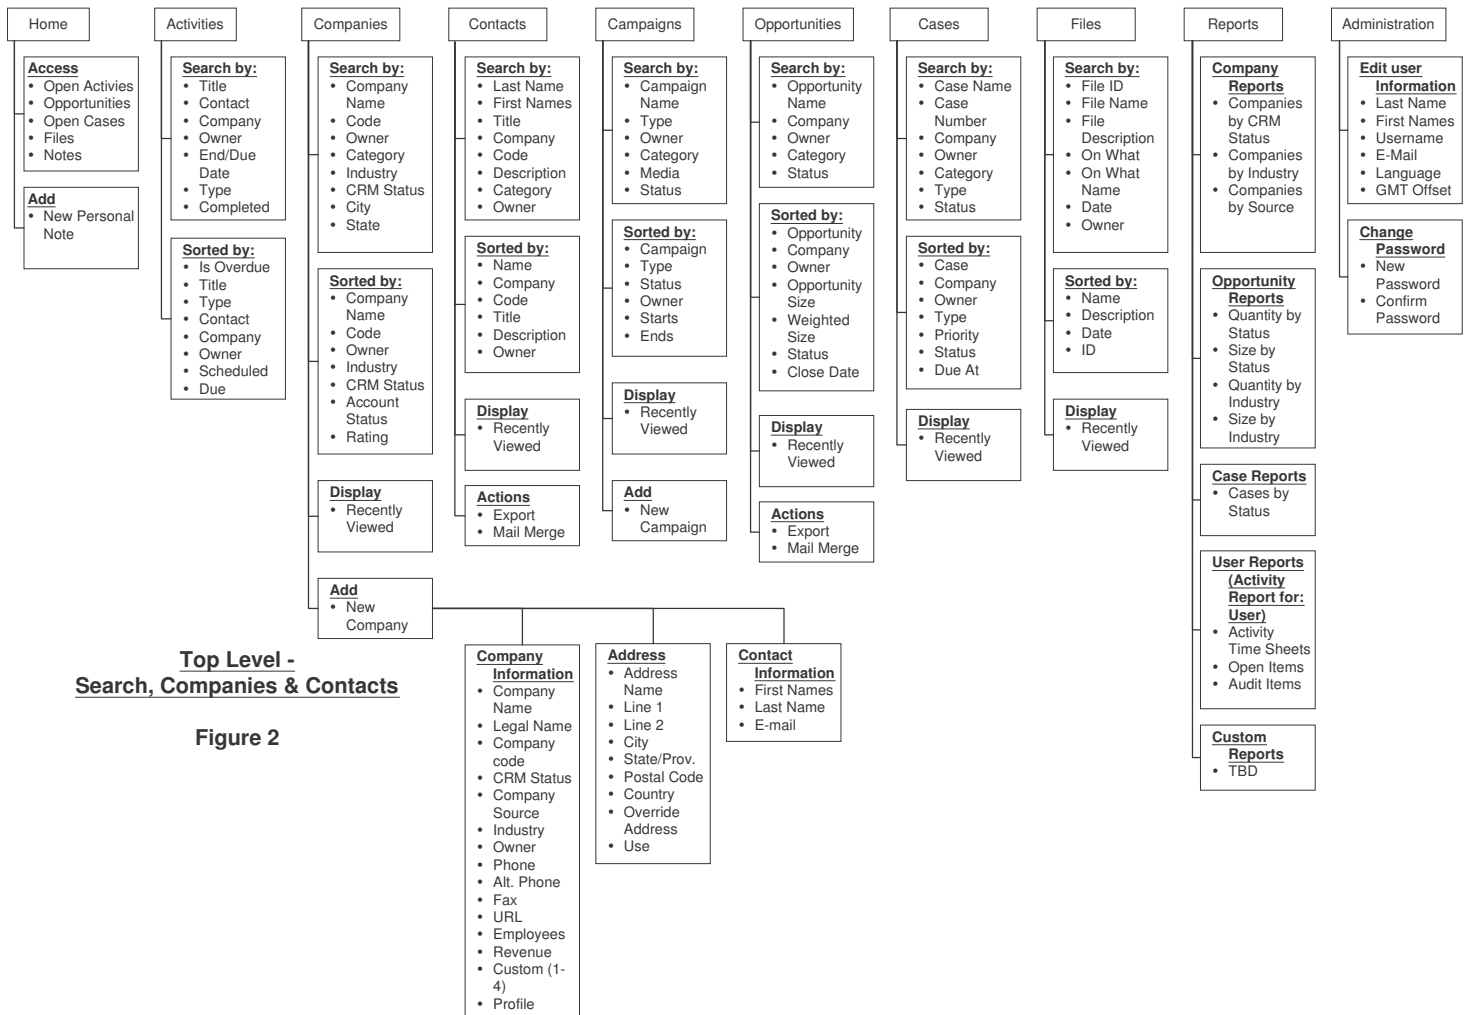 Home
Activities
Companies
Contacts
Campaigns
Opportunities
Cases
Files
Reports
Administration
Access
• Open Activies
• Opportunities
• Open Cases
• Files
• Notes
Add
• New Personal
Note
Search by:
• Title
• Contact
• Company
• Owner
• End/Due
Date
• Type
• Completed
Sorted by:
• Is Overdue
• Title
• Type
• Contact
• Company
• Owner
• Scheduled
• Due
Search by:
• Company
Name
• Code
• Owner
• Category
• Industry
• CRM Status
• City
• State
Sorted by:
• Company
Name
• Code
• Owner
• Industry
• CRM Status
• Account
Status
• Rating
Display
• Recently
Viewed
Add
• New
Company
Search by:
• Last Name
• First Names
• Title
• Company
• Code
• Description
• Category
• Owner
Sorted by:
• Name
• Company
• Code
• Title
• Description
• Owner
Display
• Recently
Viewed
Actions
• Export
• Mail Merge
Search by:
• Campaign
Name
• Type
• Owner
• Category
• Media
• Status
Sorted by:
• Campaign
• Type
• Status
• Owner
• Starts
• Ends
Display
• Recently
Viewed
Add
• New
Campaign
Search by:
• Opportunity
Name
• Company
• Owner
• Category
• Status
Sorted by:
• Opportunity
• Company
• Owner
• Opportunity
Size
• Weighted
Size
• Status
• Close Date
Display
• Recently
Viewed
Actions
• Export
• Mail Merge
Search by:
• Case Name
• Case
Number
• Company
• Owner
• Category
• Type
• Status
Sorted by:
• Case
• Company
• Owner
• Type
• Priority
• Status
• Due At
Display
• Recently
Viewed
Search by:
• File ID
• File Name
• File
Description
• On What
• On What
Name
• Date
• Owner
Sorted by:
• Name
• Description
• Date
• ID
Display
• Recently
Viewed
Company
Reports
• Companies
by CRM
Status
• Companies
by Industry
• Companies
by Source
Opportunity
Reports
• Quantity by
Status
• Size by
Status
• Quantity by
Industry
• Size by
Industry
Case Reports
• Cases by
Status
User Reports
(Activity
Report for:
User)
• Activity
Time Sheets
• Open Items
• Audit Items
Custom
Reports
• TBD
Edit user
Information
• Last Name
• First Names
• Username
• E-Mail
• Language
• GMT Offset
Change
Password
• New
Password
• Confirm
Password
Company
Information
• Company
Name
• Legal Name
• Company
code
• CRM Status
• Company
Source
• Industry
• Owner
• Phone
• Alt. Phone
• Fax
• URL
• Employees
• Revenue
• Custom (1-
4)
• Profile
Address
• Address
Name
• Line 1
• Line 2
• City
• State/Prov.
• Postal Code
• Country
• Override
Address
• Use
Contact
Information
• First Names
• Last Name
• E-mail
Top Level -
Search, Companies & Contacts
Figure 2